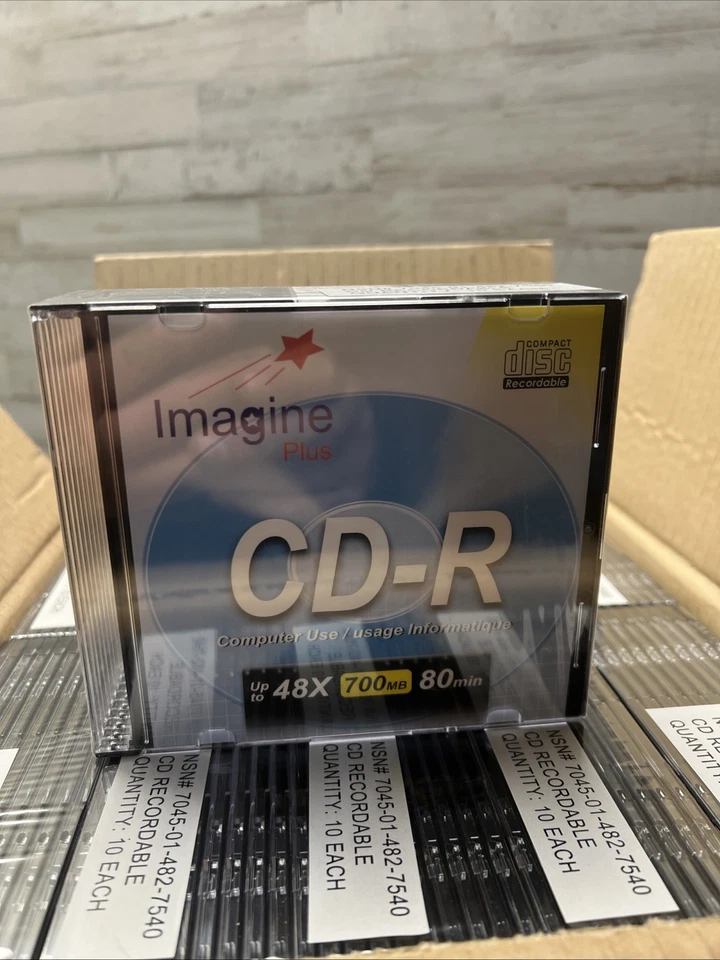 COMPACT
disc
Recordable
Imagine
Plus
CD-R
Computer Use / usage Informatique
Up to 48X 700MB 80min
NSN# 7045-01-482-7540
CD RECORDABLE
QUANTITY: 10 EACH
NSN# 7045-01-482-7540
CD RECORDABLE
QUANTITY: 10 EACH
NSN# 7045-01-482-7540
CD RECORDABLE
QUANTITY: 10 EACH